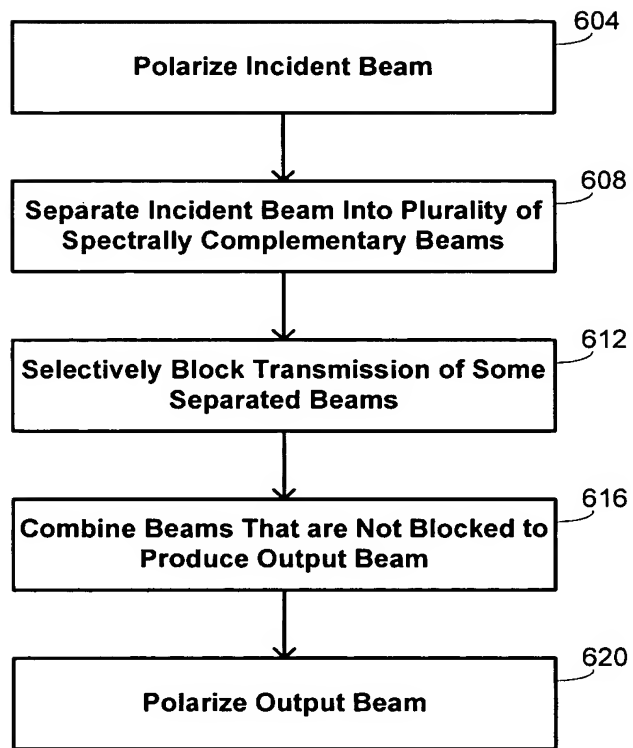 604
Polarize Incident Beam
608
Separate Incident Beam Into Plurality of
Spectrally Complementary Beams
612
Selectively Block Transmission of Some
Separated Beams
616
Combine Beams That are Not Blocked to
Produce Output Beam
620
Polarize Output Beam